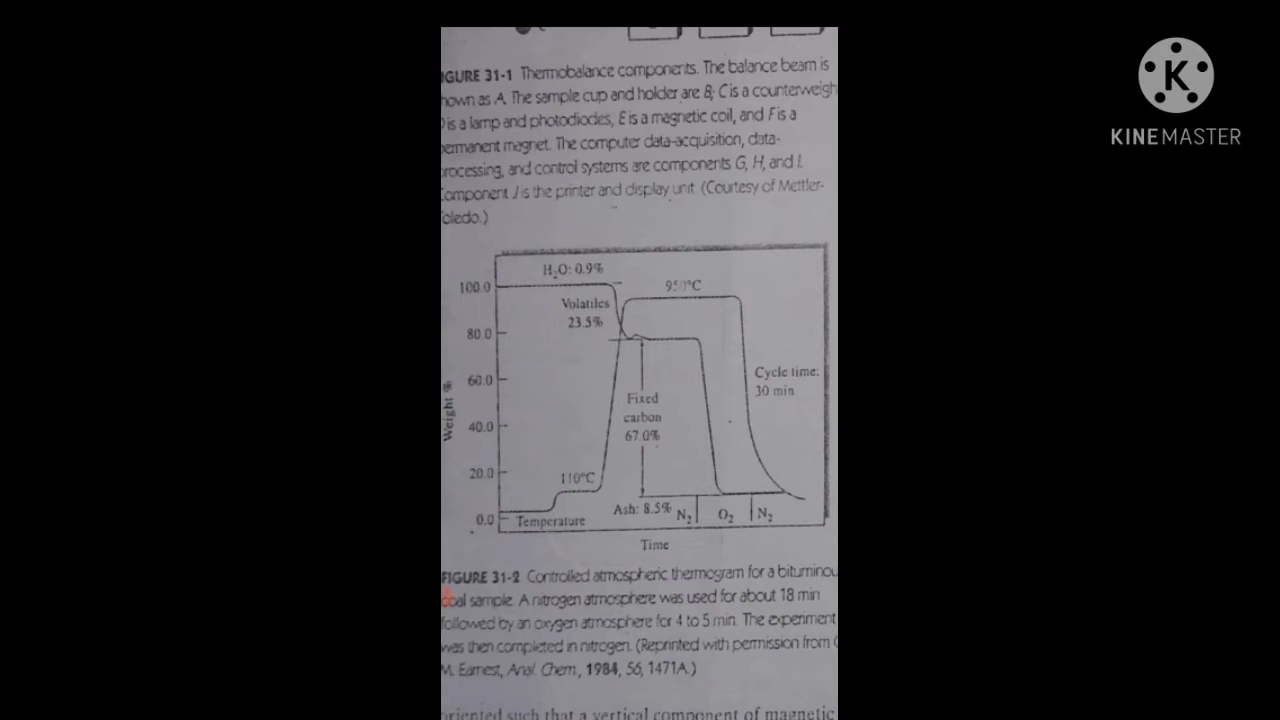 IGURE 31-1 Thermobalance components. The balance beam is
hown as A. The sample cup and holder are B; C is a counterweigh
is a lamp and photodiodes, E is a magnetic coil, and F is a
ermanent magnet. The computer data-acquisition, data-
rocessing, and control systems are components G, H, and I.
Component J is the printer and display unit. (Courtesy of Mettler-
oledo.)
H₂O: 0.9%
950°C
100.0
Volatiles
23.5%
80.0
Cycle time:
30 min
60.0
Weight %
Fixed
carbon
67.0%
40.0
20.0
110°C
Ash: 8.5%
N₂
O₂
N₂
0.0
Temperature
Time
FIGURE 31-2 Controlled atmospheric thermogram for a bituminou
coal sample. A nitrogen atmosphere was used for about 18 min
followed by an oxygen atmosphere for 4 to 5 min. The experiment
was then completed in nitrogen. (Reprinted with permission from
M. Earnest, Anal. Chem., 1984, 56, 1471A.)
oriented such that a vertical component of magnetic
K
KINEMASTER